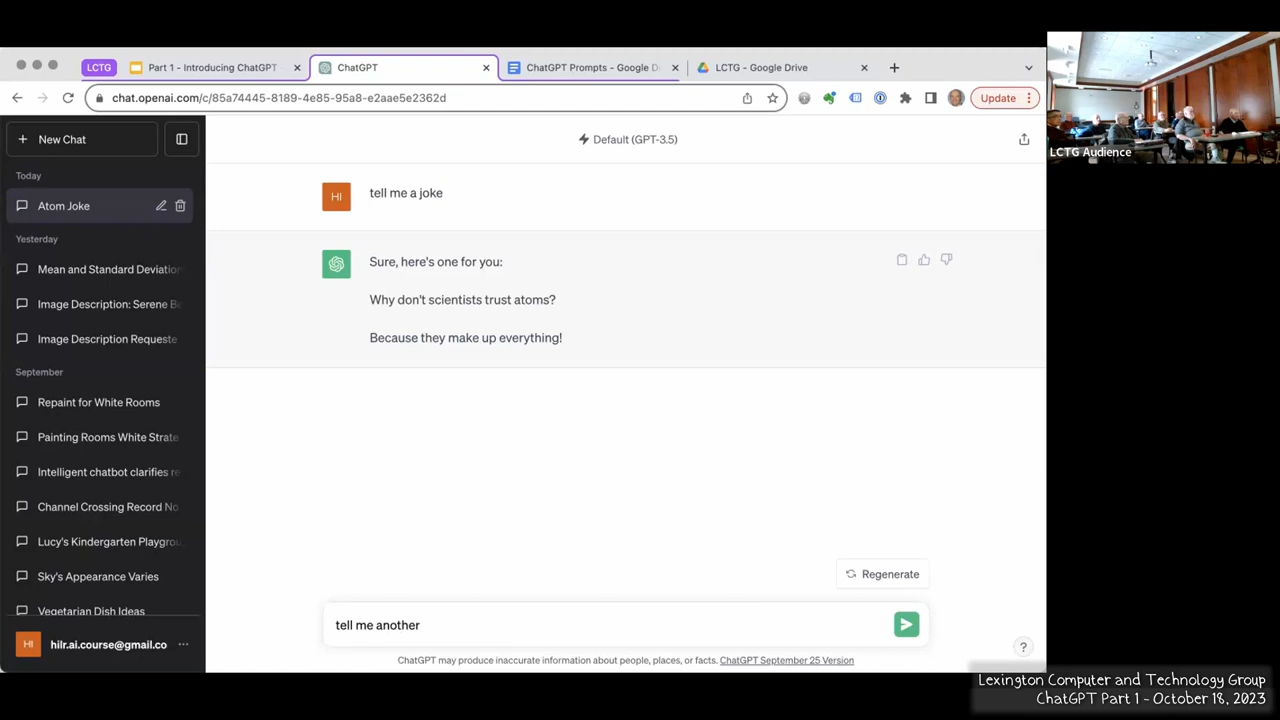 LCTG
Part 1 - Introducing ChatGPT
ChatGPT
ChatGPT Prompts - Google D
LCTG - Google Drive
chat.openai.com/c/85a74445-8189-4e85-95a8-e2aae5e2362d
Update
LCTG Audience
New Chat
Default (GPT-3.5)
Today
Atom Joke
Yesterday
Mean and Standard Deviation
Image Description: Serene B
Image Description Requeste
September
Repaint for White Rooms
Painting Rooms White Strate
Intelligent chatbot clarifies re
Channel Crossing Record No
Lucy's Kindergarten Playgrou
Sky's Appearance Varies
Vegetarian Dish Ideas
HI
hilr.ai.course@gmail.co
HI
tell me a joke
Sure, here's one for you:
Why don't scientists trust atoms?
Because they make up everything!
Regenerate
tell me another
ChatGPT may produce inaccurate information about people, places, or facts. ChatGPT September 25 Version
?
Lexington Computer and Technology Group
ChatGPT Part 1 - October 18, 2023